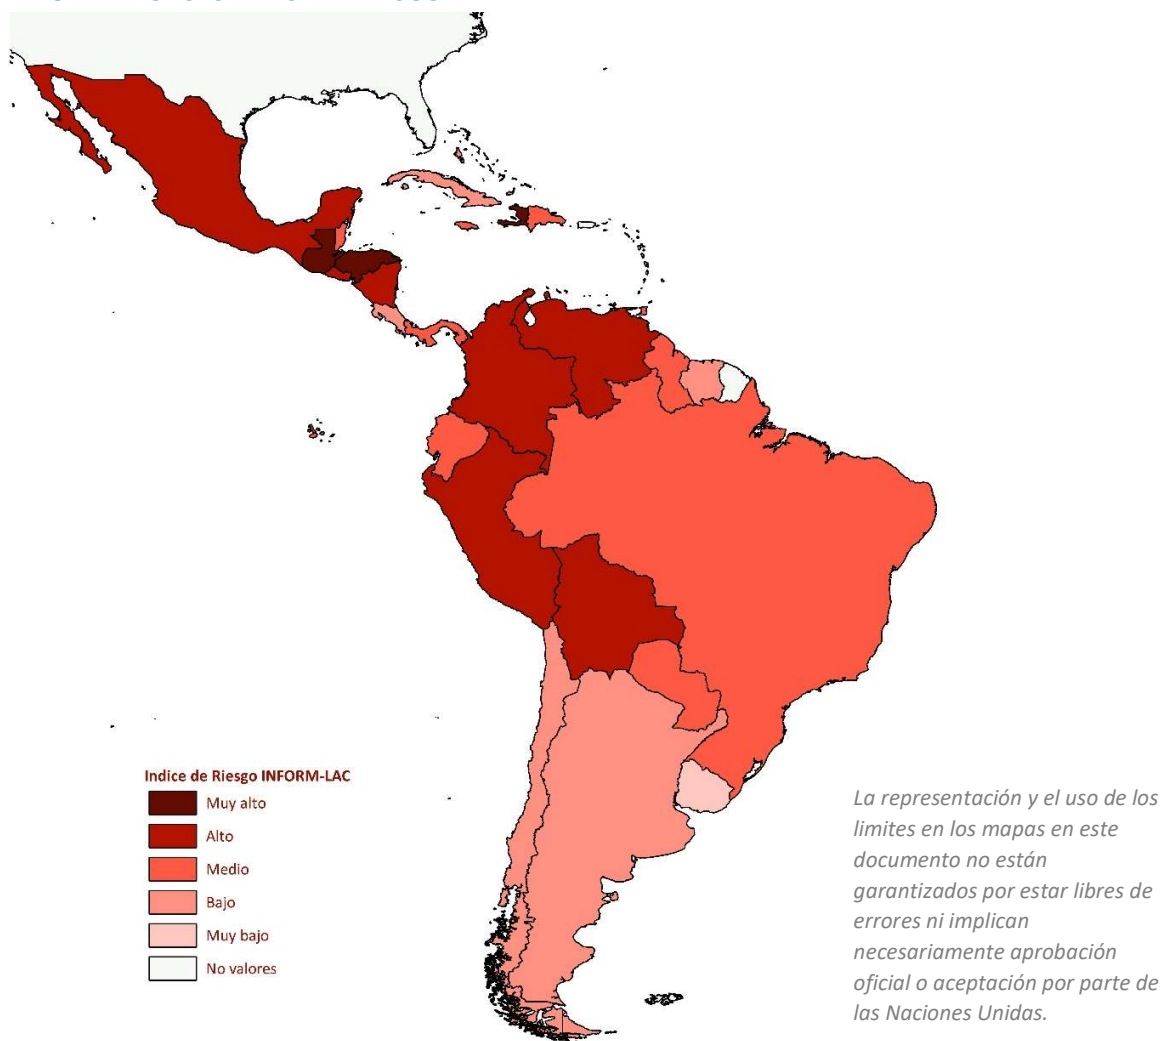 Indice de Riesgo INFORM-LAC
Muy alto
Alto
Medio
Bajo
Muy bajo
No valores
La representación y el uso de los
limites en los mapas en este
documento no están
garantizados por estar libres de
errores ni implican
necesariamente aprobación
oficial o aceptación por parte de
las Naciones Unidas.